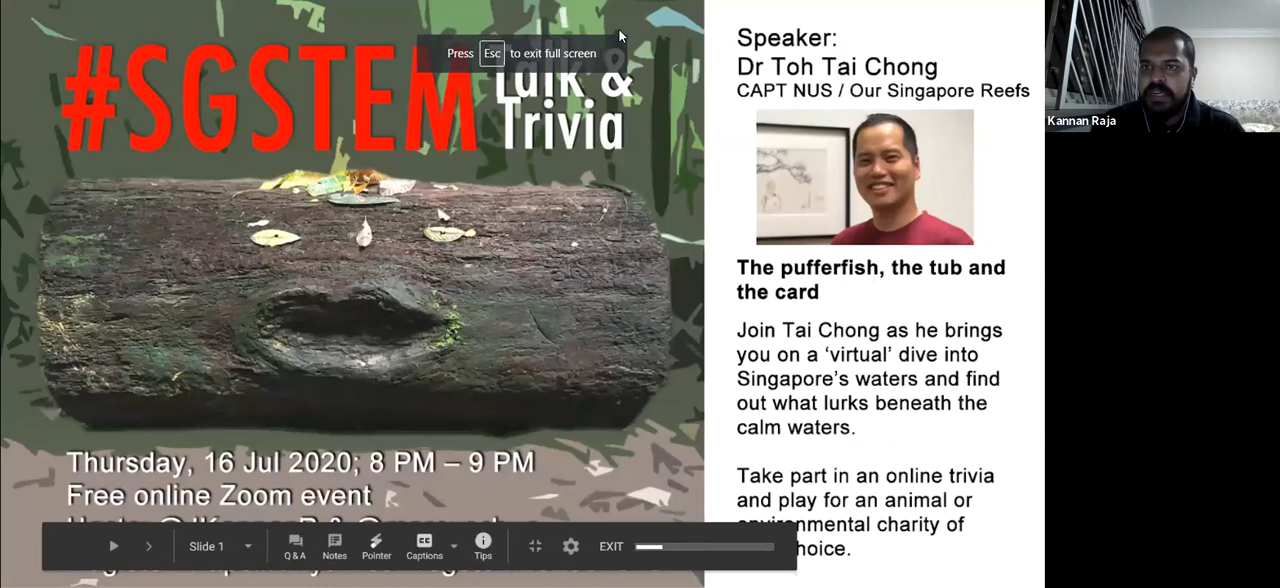 #SGSTEM
Talk &
Trivia
Press Esc to exit full screen
Speaker:
Dr Toh Tai Chong
CAPT NUS / Our Singapore Reefs
Kannan Raja
The pufferfish, the tub and
the card
Join Tai Chong as he brings
you on a ‘virtual’ dive into
Singapore’s waters and find
out what lurks beneath the
calm waters.
Take part in an online trivia
and play for an animal or
environmental charity of
Thursday, 16 Jul 2020; 8 PM – 9 PM
Free online Zoom event
Slide 1
Q & A
Notes
Pointer
Captions
Tips
EXIT